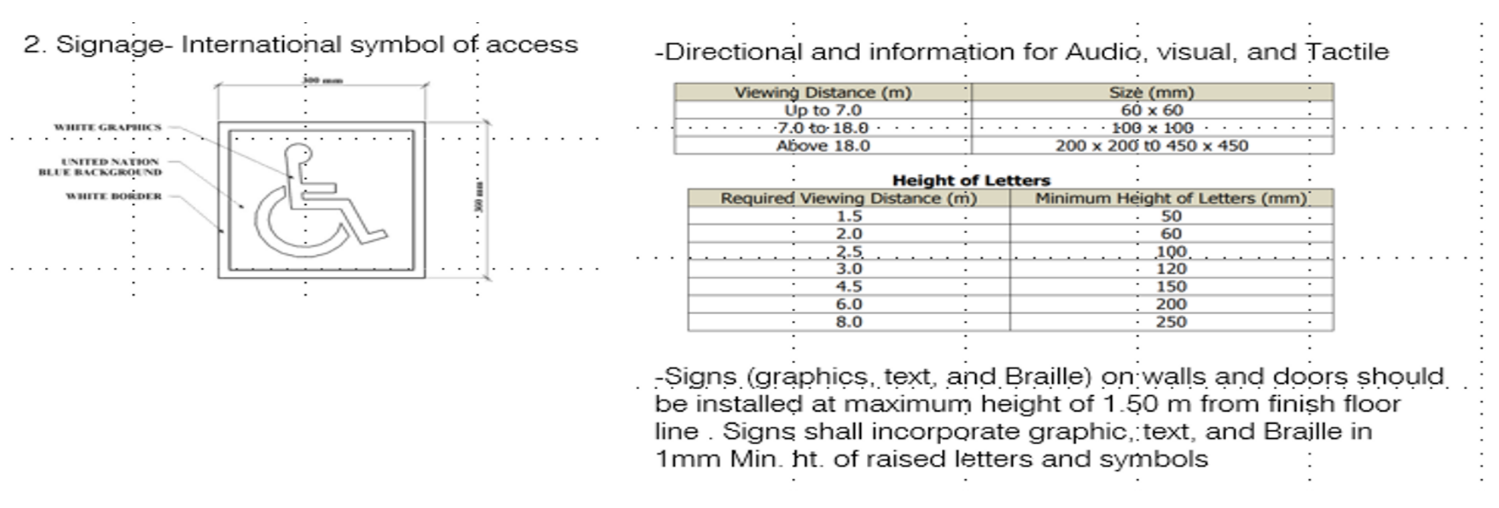 2. Signage- International symbol of access
300 mm
WHITE GRAPHICS
UNITED NATION
BLUE BACKGROUND
WHITE BORDER
300 mm
-Directional and information for Audio, visual, and Tactile
Viewing Distance (m) Size (mm)
Up to 7.0 60 x 60
7.0 to 18.0 100 x 100
Above 18.0 200 x 200 t0 450 x 450
Height of Letters
Required Viewing Distance (m) Minimum Height of Letters (mm)
1.5 50
2.0 60
2.5 100
3.0 120
4.5 150
6.0 200
8.0 250
-Signs (graphics, text, and Braille) on walls and doors should
be installed at maximum height of 1.50 m from finish floor
line . Signs shall incorporate graphic, text, and Braille in
1mm Min. ht. of raised letters and symbols